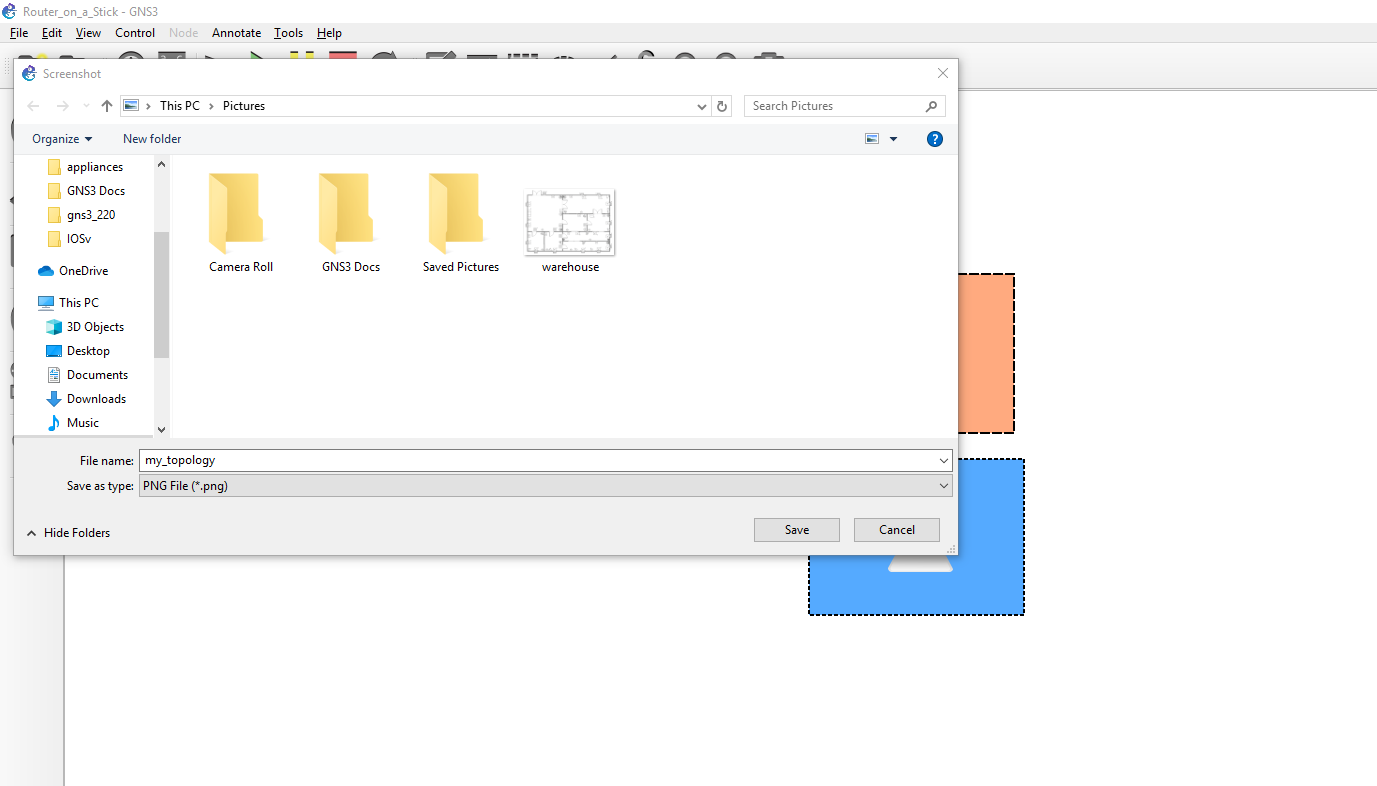 Router_on_a_Stick - GNS3
File Edit View Control Node Annotate Tools Help
Screenshot
This PC > Pictures
Search Pictures
Organize
New folder
appliances
GNS3 Docs
gns3_220
IOSv
OneDrive
This PC
3D Objects
Desktop
Documents
Downloads
Music
Camera Roll
GNS3 Docs
Saved Pictures
warehouse
File name: my_topology
Save as type: PNG File (*.png)
Hide Folders
Save
Cancel